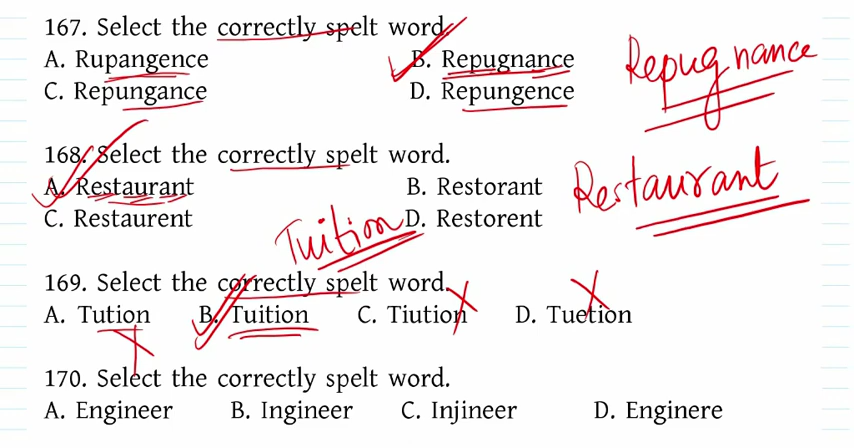 167. Select the correctly spelt word.
A. Rupangence B. Repugnance
C. Repungance D. Repungence
Repugnance
168. Select the correctly spelt word.
A. Restaurant B. Restorant
C. Restaurent D. Restorent
Restaurant
Tuition
169. Select the correctly spelt word.
A. Tution B. Tuition C. Tiution D. Tuetion
170. Select the correctly spelt word.
A. Engineer B. Ingineer C. Injineer D. Enginere